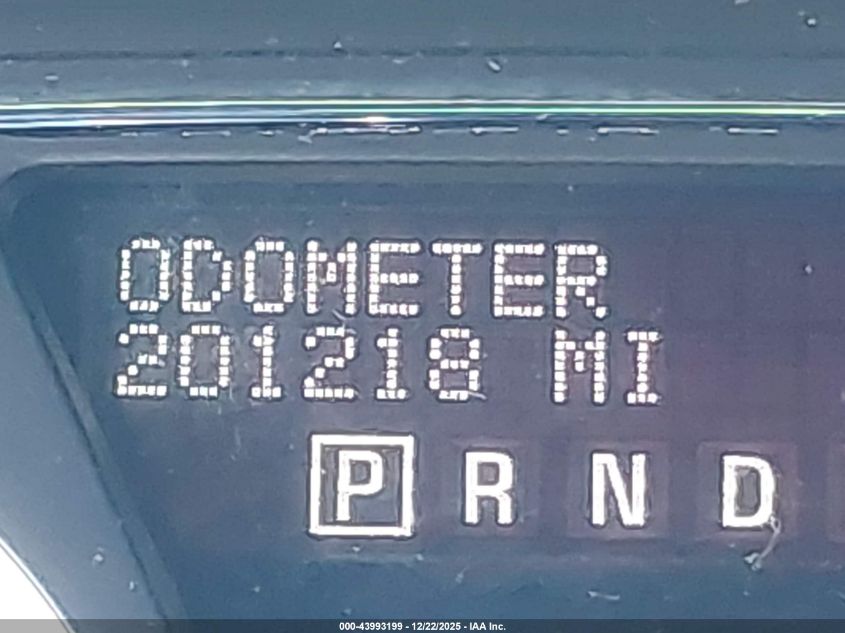 ODOMETER
201218 MI
P R N D
000-43993199 - 12/22/2025 - IAA Inc.